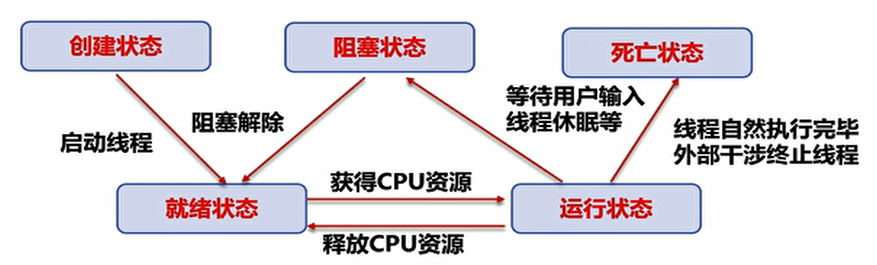 创建状态
阻塞状态
死亡状态
启动线程
阻塞解除
等待用户输入
线程休眠等
线程自然执行完毕
外部干涉终止线程
就绪状态
获得CPU资源
运行状态
释放CPU资源